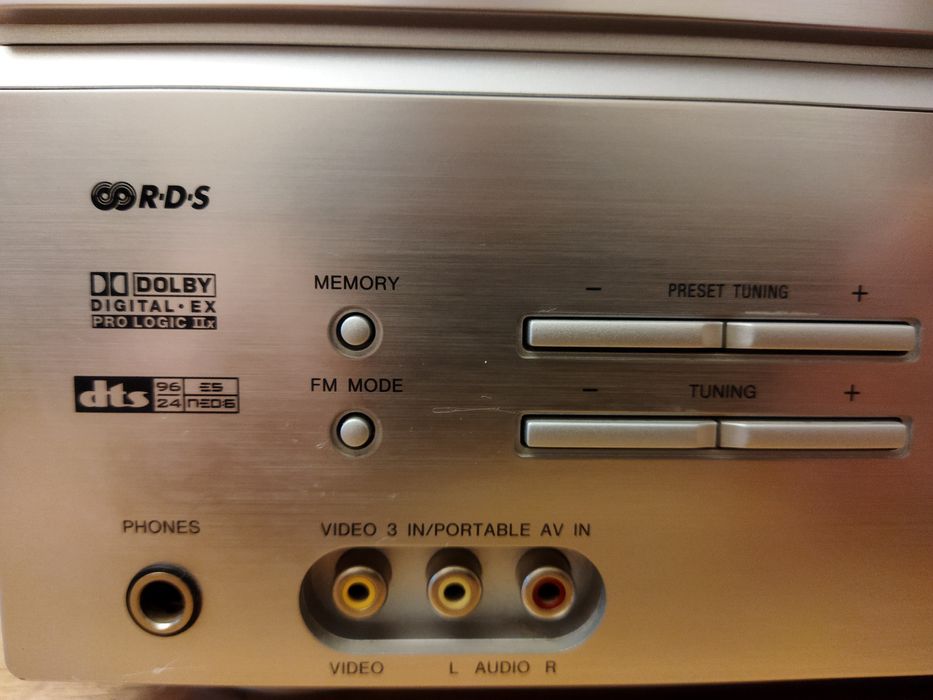 R·D·S
DOLBY
DIGITAL·EX
PRO LOGIC IIx
dts 96 24 ES NEO:6
MEMORY
FM MODE
− PRESET TUNING +
− TUNING +
PHONES
VIDEO 3 IN/PORTABLE AV IN
VIDEO L AUDIO R